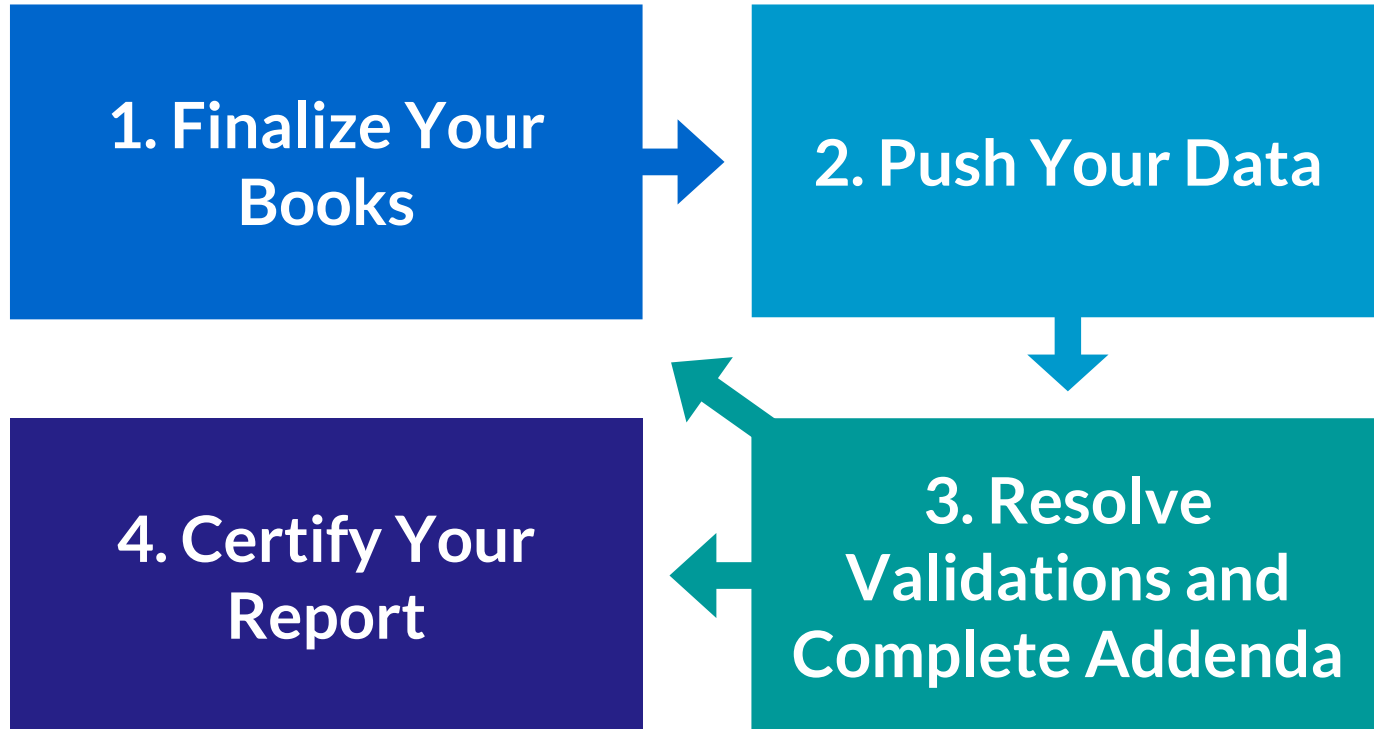 1. Finalize Your
Books
2. Push Your Data
3. Resolve
Validations and
Complete Addenda
4. Certify Your
Report